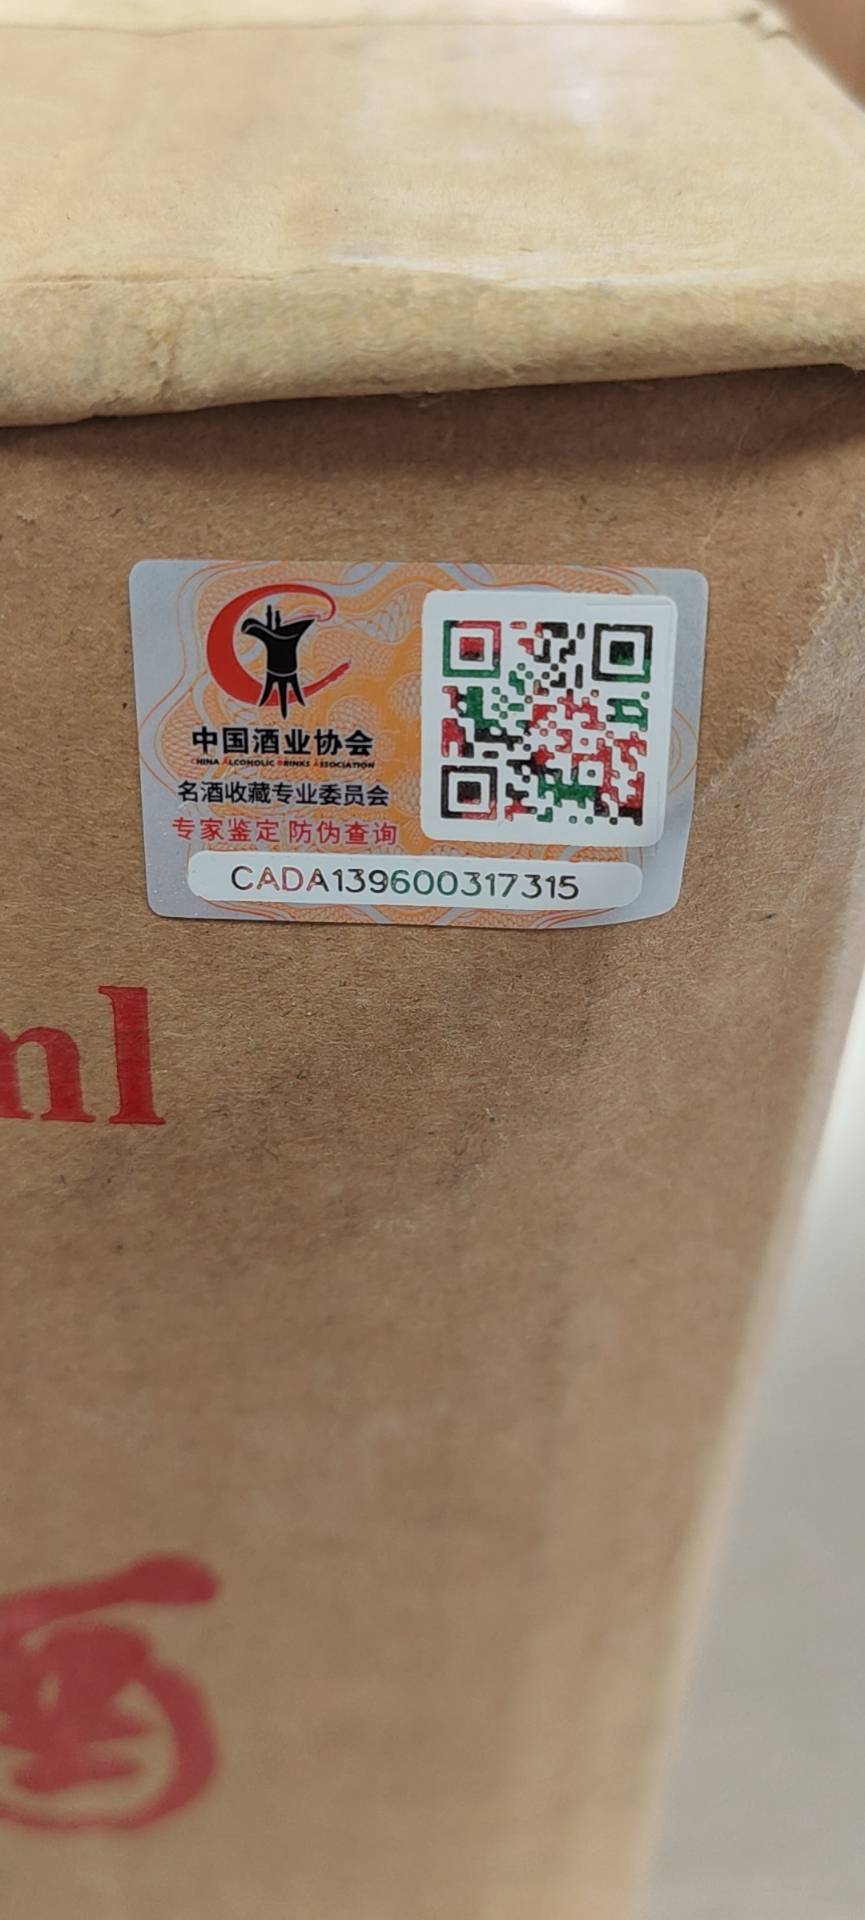 中国酒业协会
CHINA ALCOHOLIC DRINKS ASSOCIATION
名酒收藏专业委员会
专家鉴定 防伪查询
CADA139600317315
ml
酒